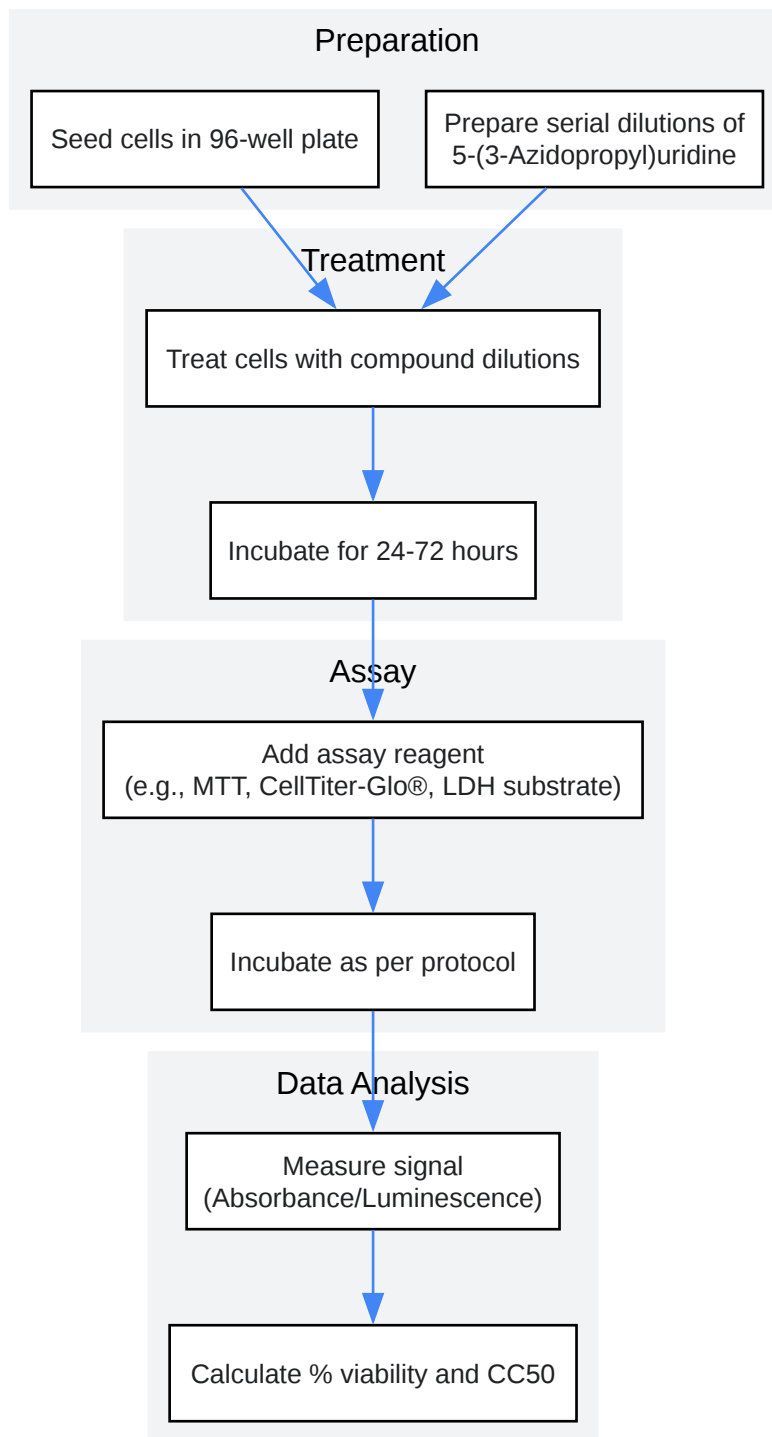 Preparation
Seed cells in 96-well plate
Prepare serial dilutions of
5-(3-Azidopropyl)uridine
Treatment
Treat cells with compound dilutions
Incubate for 24-72 hours
Assay
Add assay reagent
(e.g., MTT, CellTiter-Glo®, LDH substrate)
Incubate as per protocol
Data Analysis
Measure signal
(Absorbance/Luminescence)
Calculate % viability and CC50